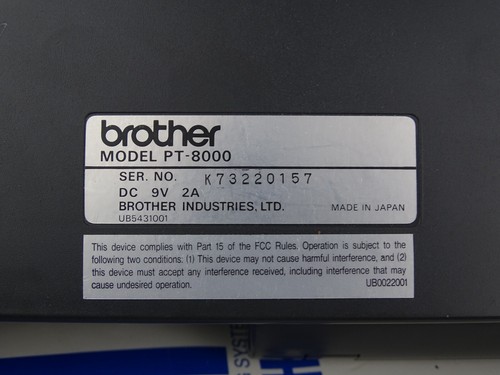 brother
MODEL PT-8000
SER. NO. K73220157
DC 9V 2A
BROTHER INDUSTRIES, LTD. MADE IN JAPAN
UB5431001
This device complies with Part 15 of the FCC Rules. Operation is subject to the
following two conditions: (1) This device may not cause harmful interference, and (2)
this device must accept any interference received, including interference that may
cause undesired operation. UB0022001